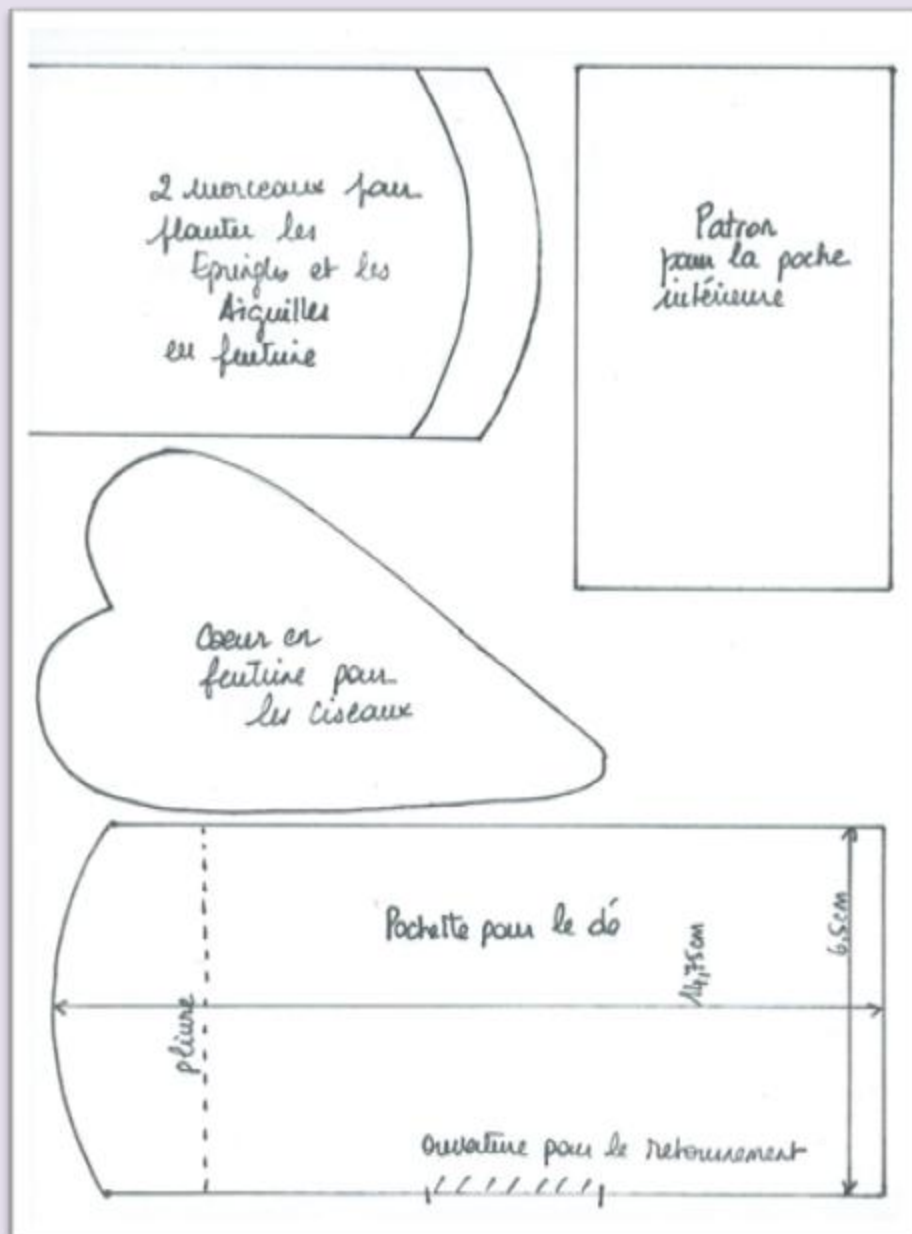 2 morceaux pour
planter les
Epingles et les
Aiguilles
en feutrine
Patron
pour la poche
intérieure
Coeur en
feutrine pour
les ciseaux
Pochette pour le dé
14,75cm
6,5cm
pliure
ouverture pour le retournement